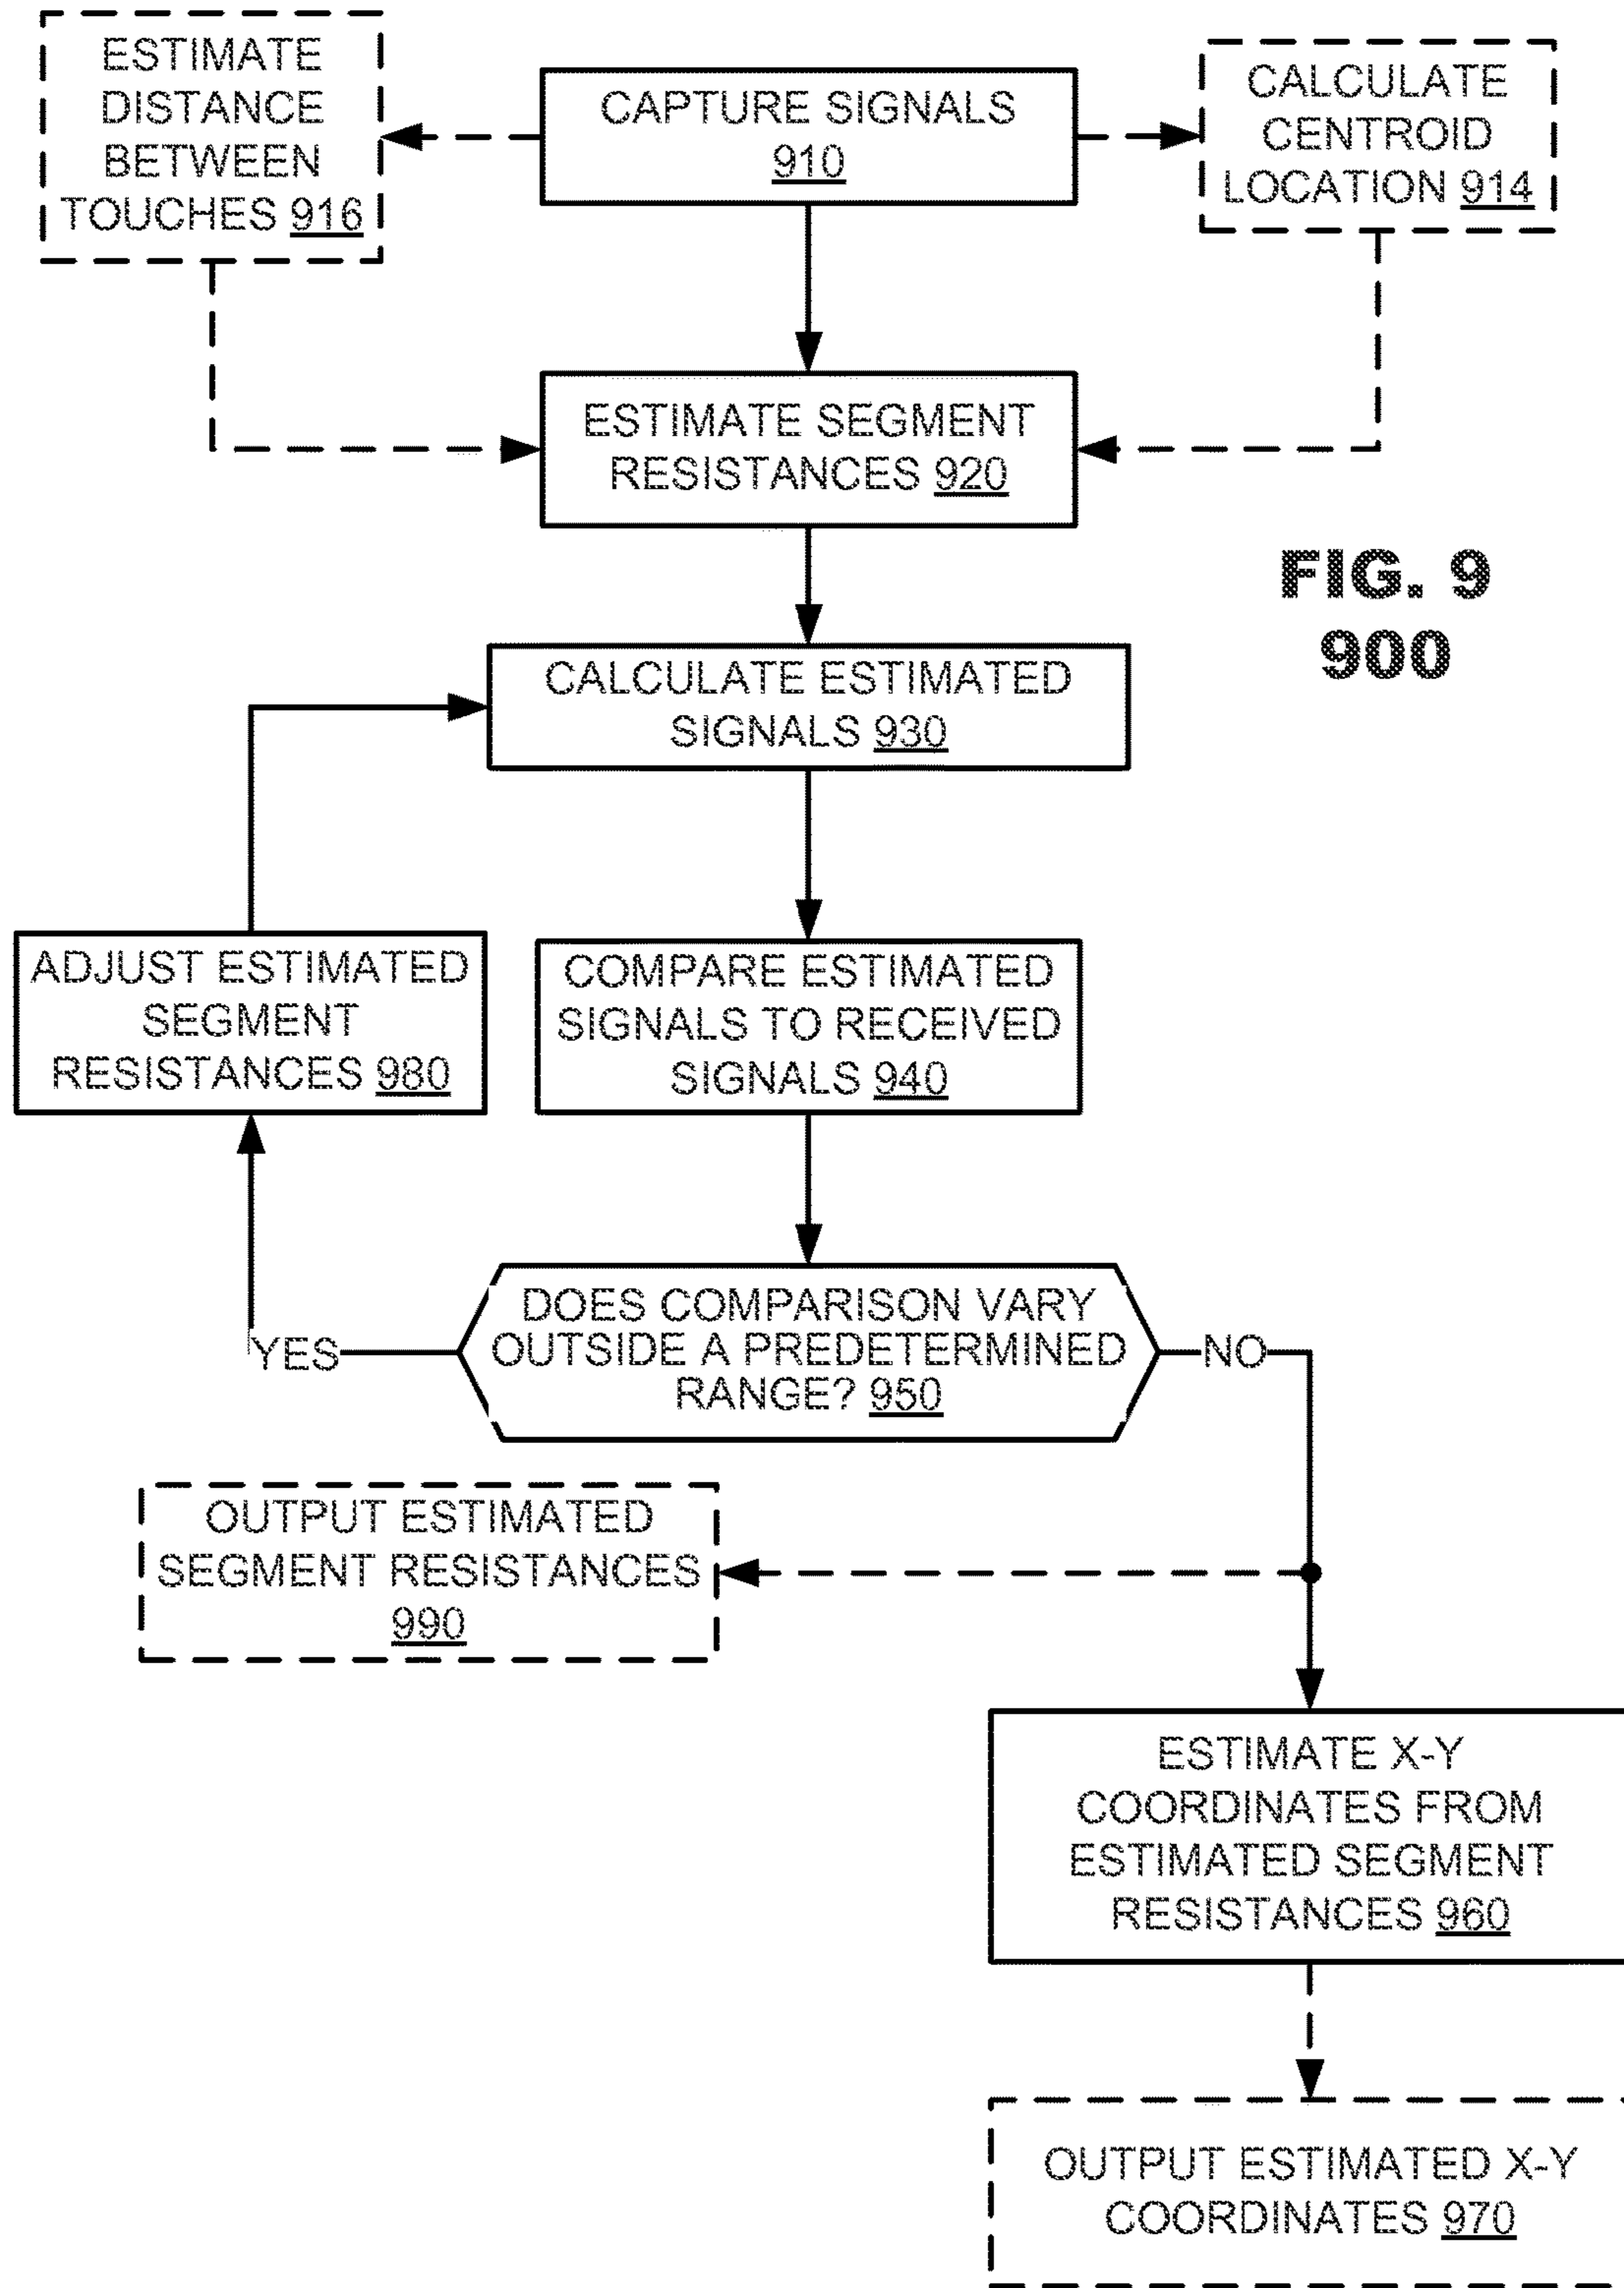 ESTIMATE
DISTANCE
BETWEEN
TOUCHES 916
CAPTURE SIGNALS
910
CALCULATE
CENTROID
LOCATION 914
ESTIMATE SEGMENT
RESISTANCES 920
FIG. 9
900
CALCULATE ESTIMATED
SIGNALS 930
ADJUST ESTIMATED
SEGMENT
RESISTANCES 980
COMPARE ESTIMATED
SIGNALS TO RECEIVED
SIGNALS 940
DOES COMPARISON VARY
OUTSIDE A PREDETERMINED
RANGE? 950
YES
NO
OUTPUT ESTIMATED
SEGMENT RESISTANCES
990
ESTIMATE X-Y
COORDINATES FROM
ESTIMATED SEGMENT
RESISTANCES 960
OUTPUT ESTIMATED X-Y
COORDINATES 970